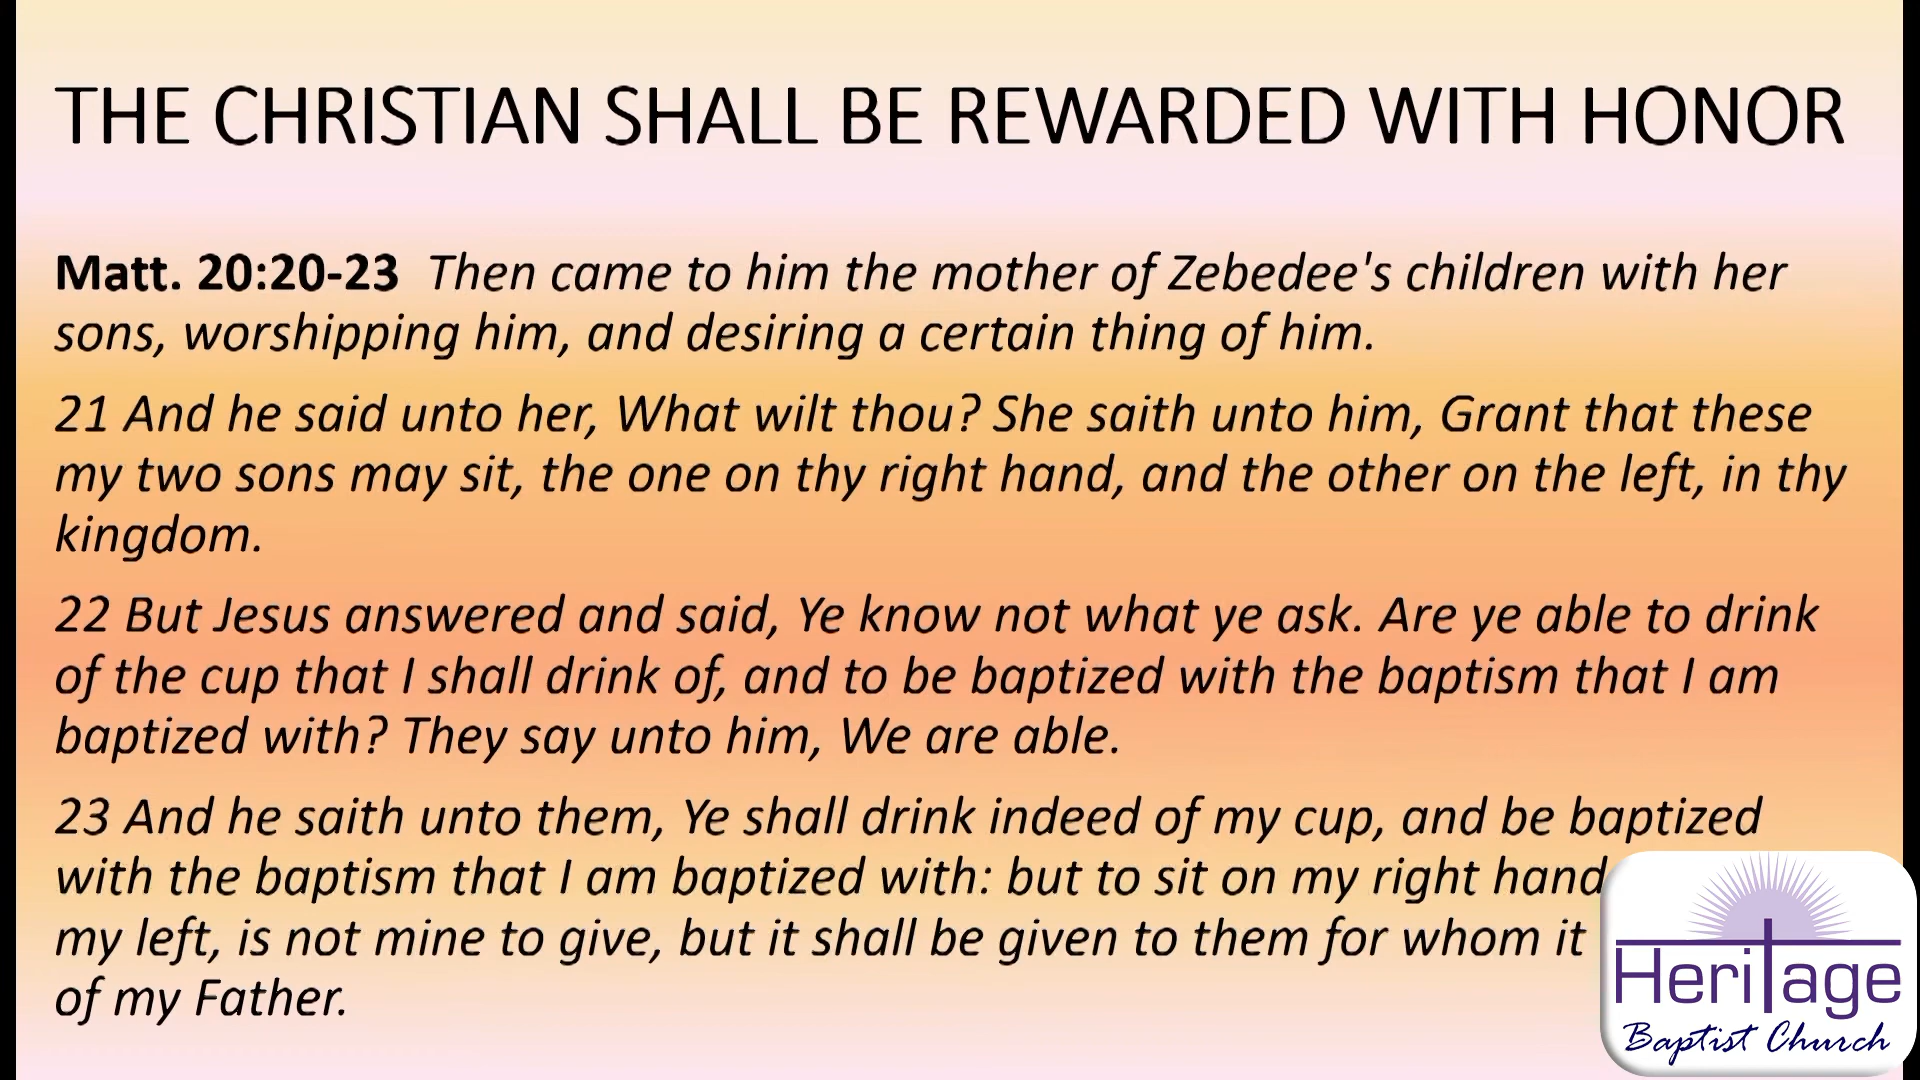 THE CHRISTIAN SHALL BE REWARDED WITH HONOR
Matt. 20:20-23 Then came to him the mother of Zebedee's children with her
sons, worshipping him, and desiring a certain thing of him.
21 And he said unto her, What wilt thou? She saith unto him, Grant that these
my two sons may sit, the one on thy right hand, and the other on the left, in thy
kingdom.
22 But Jesus answered and said, Ye know not what ye ask. Are ye able to drink
of the cup that I shall drink of, and to be baptized with the baptism that I am
baptized with? They say unto him, We are able.
23 And he saith unto them, Ye shall drink indeed of my cup, and be baptized
with the baptism that I am baptized with: but to sit on my right hand
my left, is not mine to give, but it shall be given to them for whom it
of my Father.
Heritage
Baptist Church